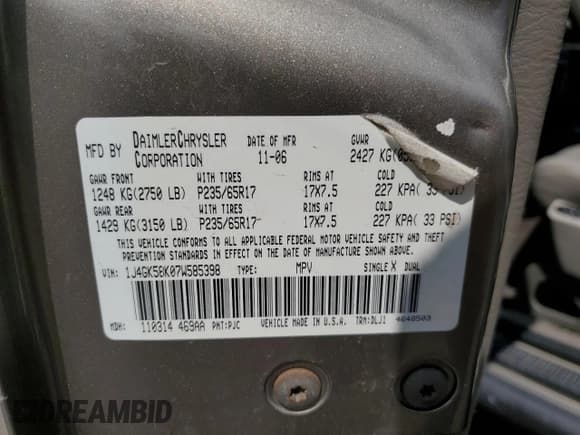 MFD BY DAIMLERCHRYSLER CORPORATION DATE OF MFR 11-06 GVWR 2427 KG(
GAWR FRONT WITH TIRES RIMS AT COLD
1248 KG(2750 LB) P235/65R17 17X7.5 227 KPA( 33 PSI)
GAWR REAR WITH TIRES RIMS AT COLD
1429 KG(3150 LB) P235/65R17 17X7.5 227 KPA( 33 PSI)
THIS VEHICLE CONFORMS TO ALL APPLICABLE FEDERAL MOTOR VEHICLE SAFETY AND THEFT
PREVENTION STANDARDS IN EFFECT ON THE DATE OF MANUFACTURE SHOWN ABOVE.
VIN: 1J4GK58K07W585398 TYPE: MPV SINGLE X DUAL
MDH: 110314 469AA PNT:PJC VEHICLE MADE IN U.S.A. TRM:DLJ1 4648503
DREAMBID